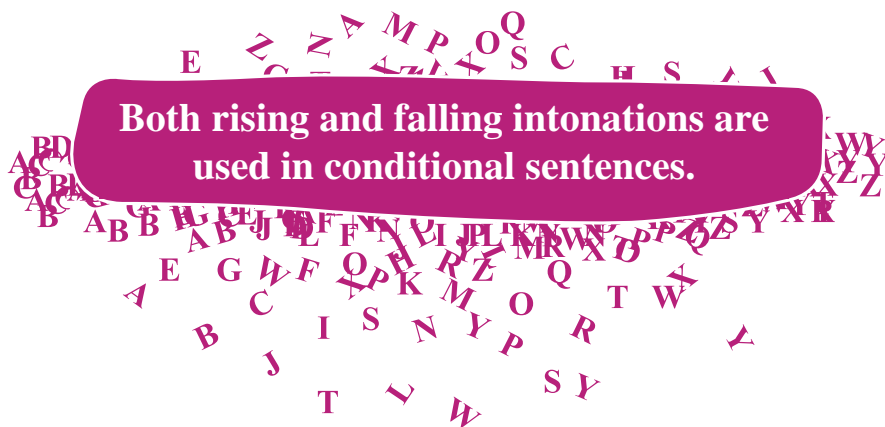 Both rising and falling intonations are
used in conditional sentences.